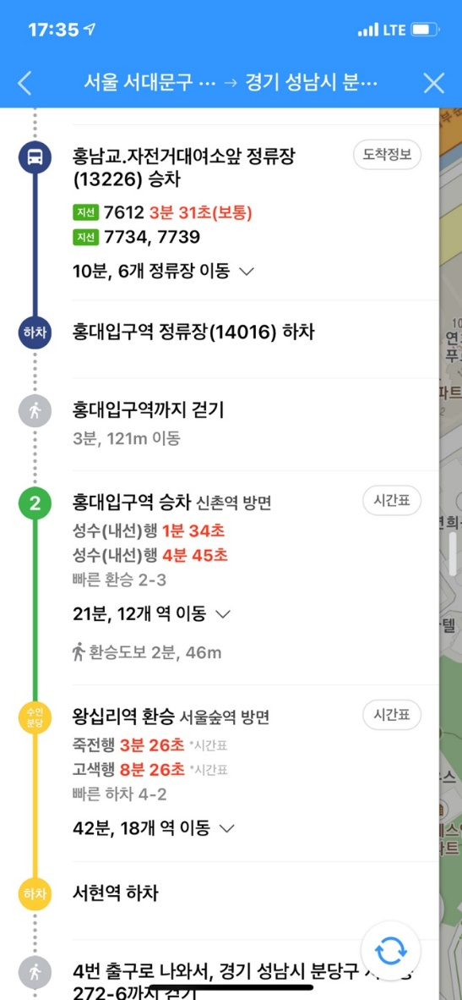 17:35
LTE
서울 서대문구 ... → 경기 성남시 분...
홍남교.자전거대여소앞 정류장
(13226) 승차
도착정보
지선 7612 3분 31초(보통)
지선 7734, 7739
10분, 6개 정류장 이동
하차
홍대입구역 정류장(14016) 하차
홍대입구역까지 걷기
3분, 121m 이동
2
홍대입구역 승차 신촌역 방면
시간표
성수(내선)행 1분 34초
성수(내선)행 4분 45초
빠른 환승 2-3
21분, 12개 역 이동
환승도보 2분, 46m
수인
분당
왕십리역 환승 서울숲역 방면
시간표
죽전행 3분 26초 *시간표
고색행 8분 26초 *시간표
빠른 하차 4-2
42분, 18개 역 이동
하차
서현역 하차
4번 출구로 나와서, 경기 성남시 분당구
272-6까지 걷기